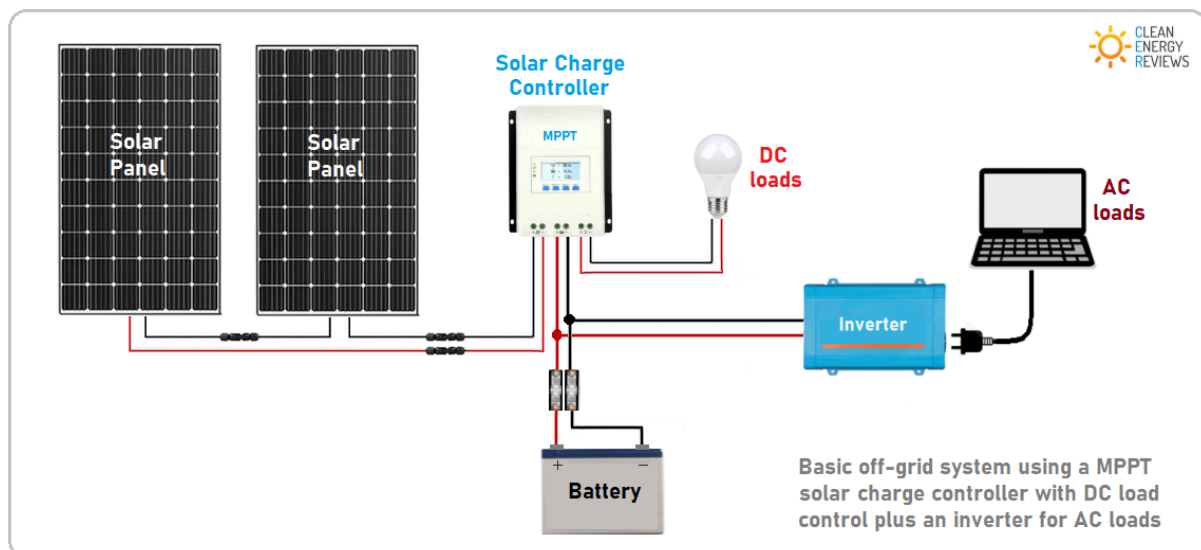 CLEAN
ENERGY
REVIEWS
Solar Charge
Controller
MPPT
Solar
Panel
Solar
Panel
DC
loads
AC
loads
Inverter
+
−
Battery
Basic off-grid system using a MPPT
solar charge controller with DC load
control plus an inverter for AC loads